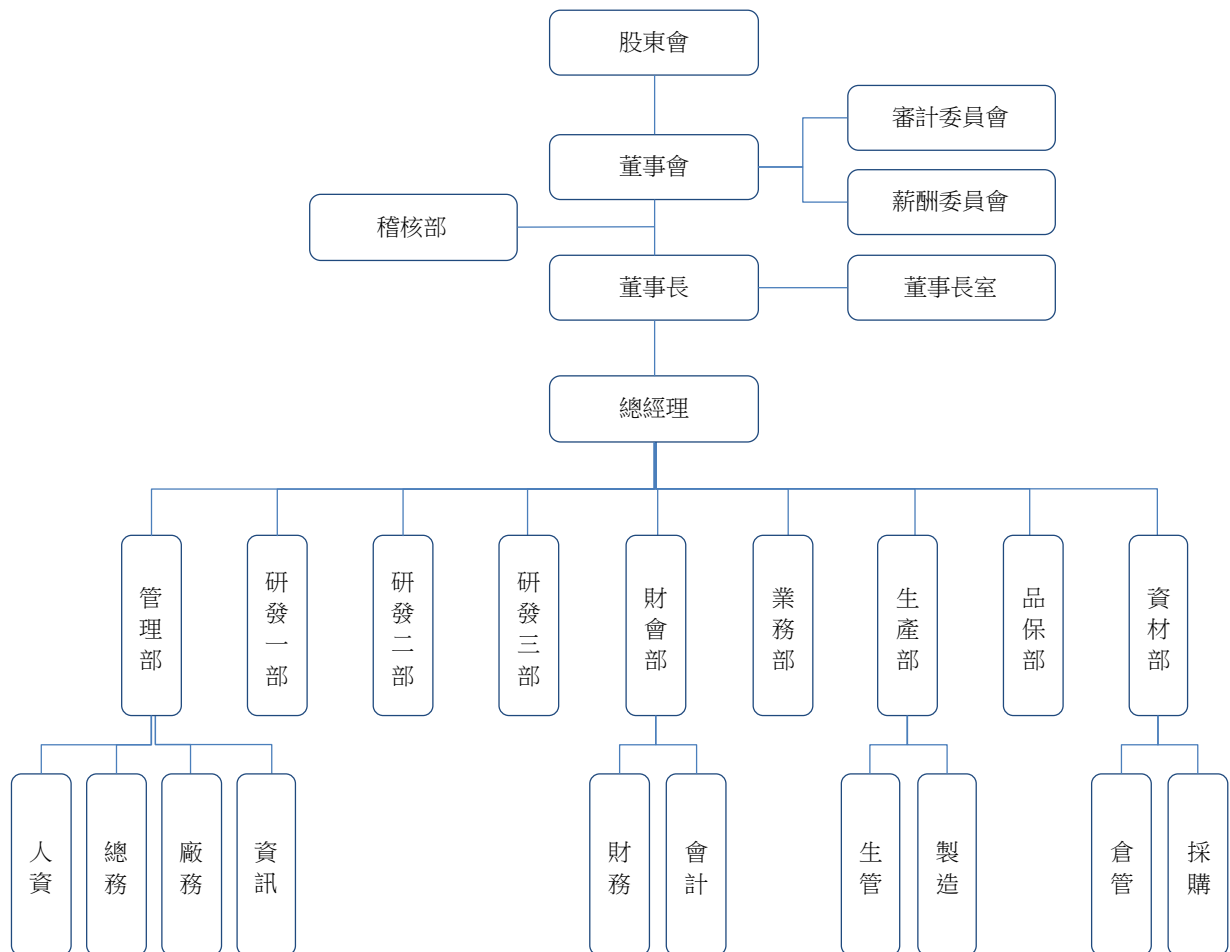 股東會
審計委員會
董事會
薪酬委員會
稽核部
董事長
董事長室
總經理
管理部
研發一部
研發二部
研發三部
財會部
業務部
生產部
品保部
資材部
人資
總務
廠務
資訊
財務
會計
生管
製造
倉管
採購